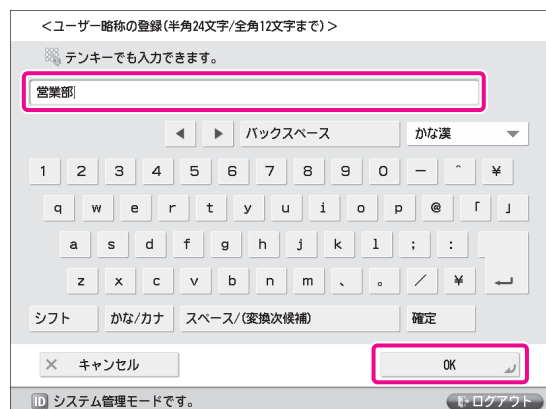 ＜ユーザー略称の登録(半角24文字/全角12文字まで)＞
テンキーでも入力できます。
営業部
◀ ▶ バックスペース かな漢 ▼
1 2 3 4 5 6 7 8 9 0 － ＾ ￥
q w e r t y u i o p @ 「 」
a s d f g h j k l ; :
z x c v b n m 、 。 ／ ￥
シフト かな/カナ スペース/(変換次候補) 確定
× キャンセル OK
ID システム管理モードです。 ログアウト